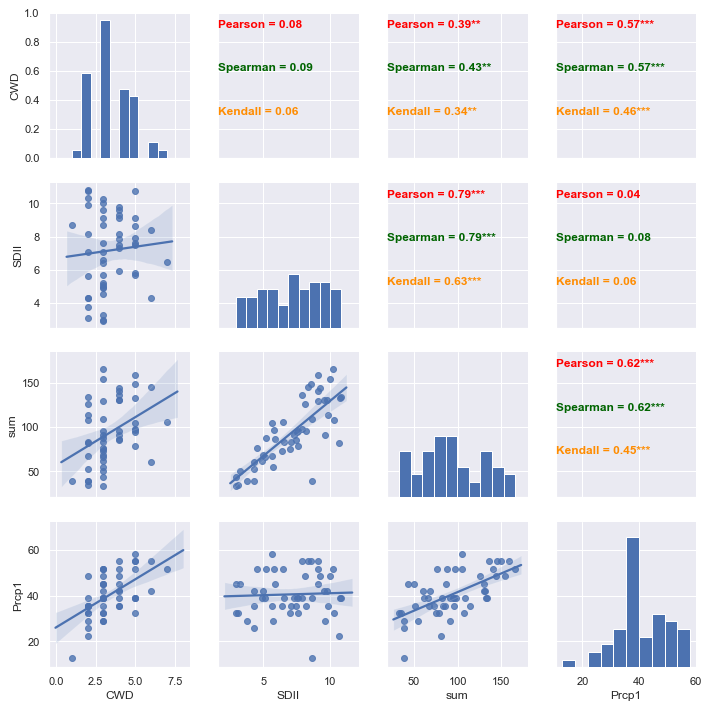 1.0
Pearson = 0.08
Pearson = 0.39**
Pearson = 0.57***
0.8
CWD
0.6
Spearman = 0.09
Spearman = 0.43**
Spearman = 0.57***
0.4
Kendall = 0.06
Kendall = 0.34**
Kendall = 0.46***
0.2
0.0
10
Pearson = 0.79***
Pearson = 0.04
8
SDII
Spearman = 0.79***
Spearman = 0.08
6
Kendall = 0.63***
Kendall = 0.06
4
Pearson = 0.62***
150
sum
100
Spearman = 0.62***
Kendall = 0.45***
50
60
Prcp1
40
20
0.0 2.5 5.0 7.5
5 10
50 100 150
20 40 60
CWD
SDII
sum
Prcp1